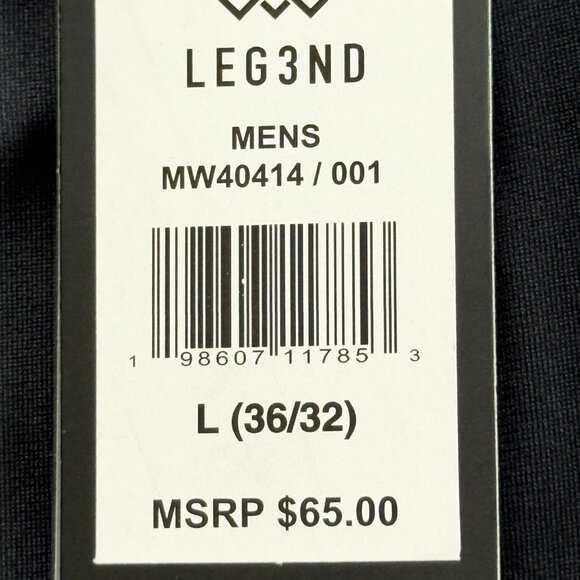 LEG3ND
MENS
MW40414 / 001
1 98607 11785 3
L (36/32)
MSRP $65.00